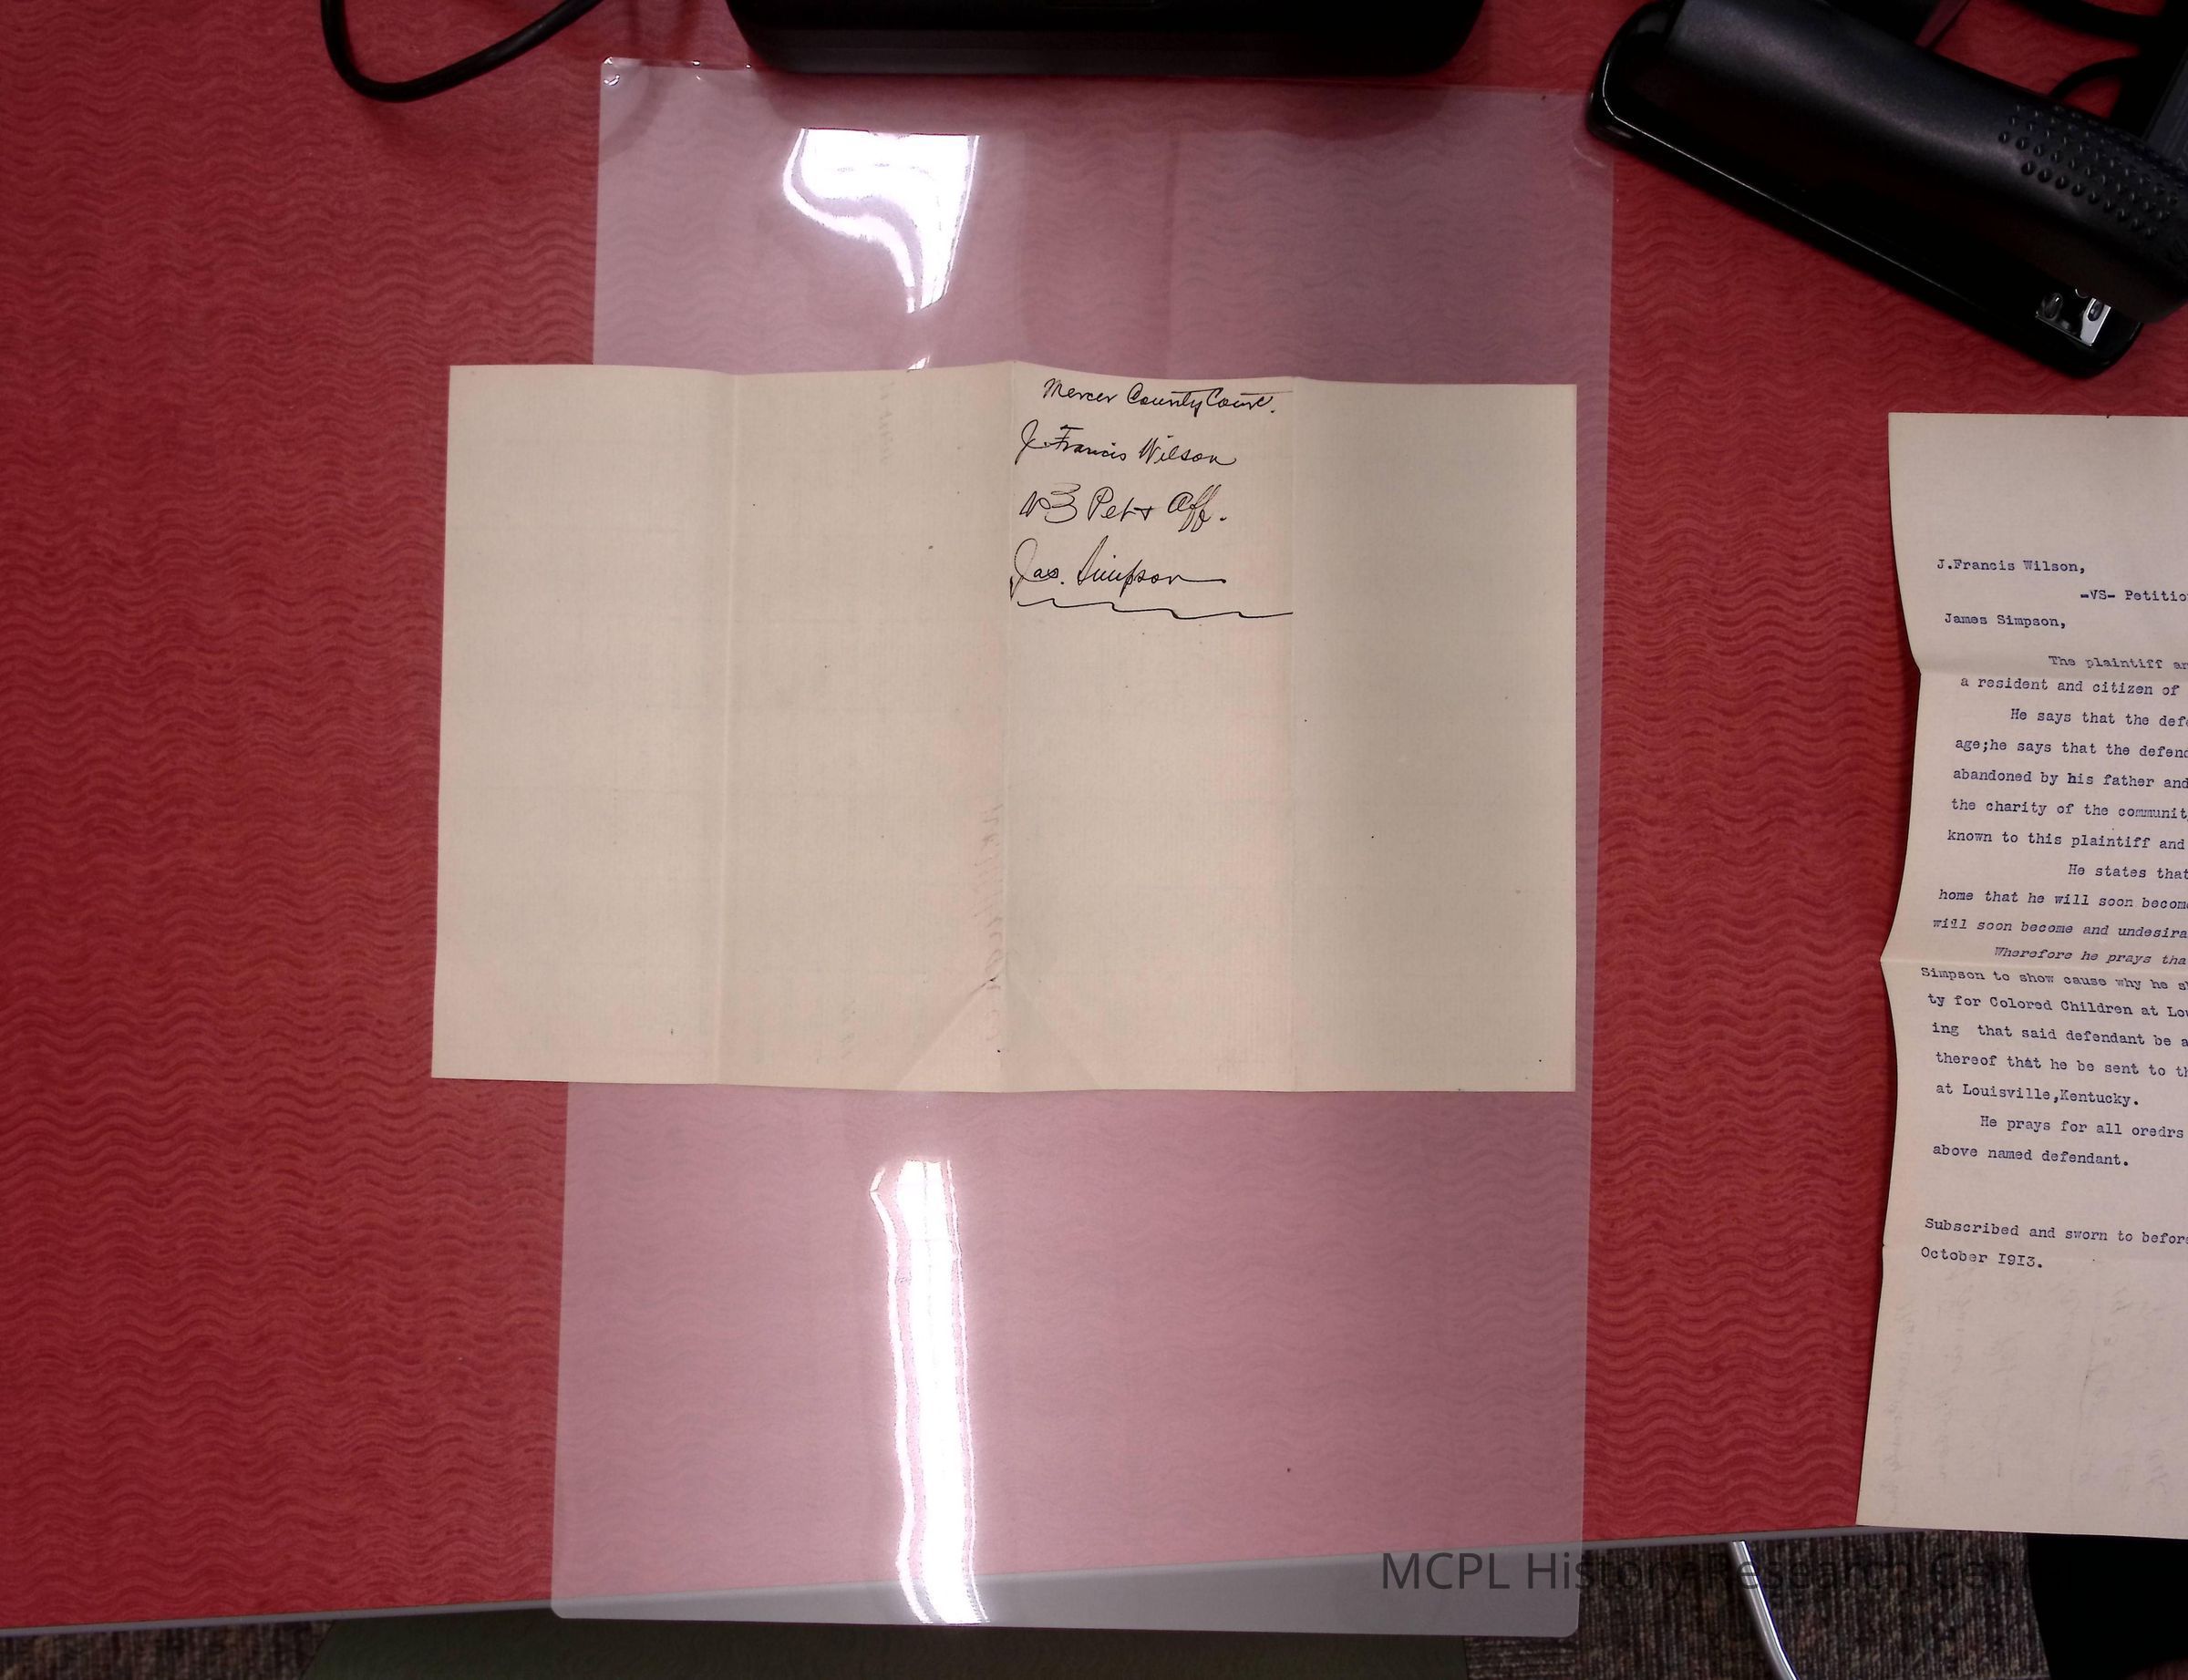 Mercer County Court.
J. Francis Wilson
vs Pet & Aff.
Jas. Simpson
J.Francis Wilson,
-VS- Petitio
James Simpson,
The plaintiff
a resident and citizen of
He says that the defe
age;he says that the defend
abandoned by his father and
the charity of the community
known to this plaintiff and
He states that
home that he will soon become
will soon become and undesira
Wherefore he prays tha
Simpson to show cause why he
ty for Colored Children at Lou
ing that said defendant be a
thereof that he be sent to th
at Louisville,Kentucky.
He prays for all oredrs
above named defendant.
Subscribed and sworn to before
October I9I3.
MCPL History Research Cen